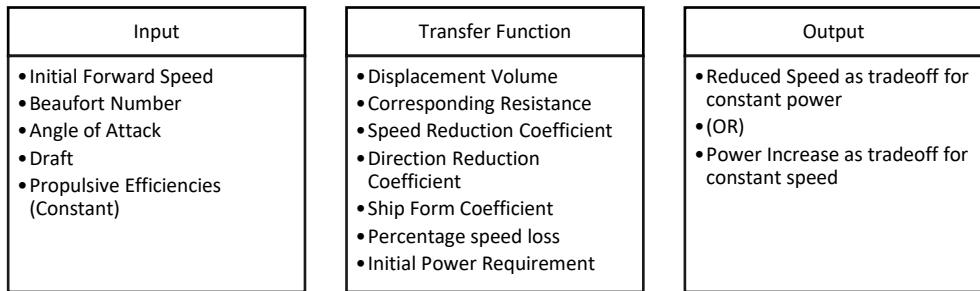 Input
•Initial Forward Speed
•Beaufort Number
•Angle of Attack
•Draft
•Propulsive Efficiencies
(Constant)
Transfer Function
•Displacement Volume
•Corresponding Resistance
•Speed Reduction Coefficient
•Direction Reduction
Coefficient
•Ship Form Coefficient
•Percentage speed loss
•Initial Power Requirement
Output
•Reduced Speed as tradeoff for
constant power
•(OR)
•Power Increase as tradeoff for
constant speed